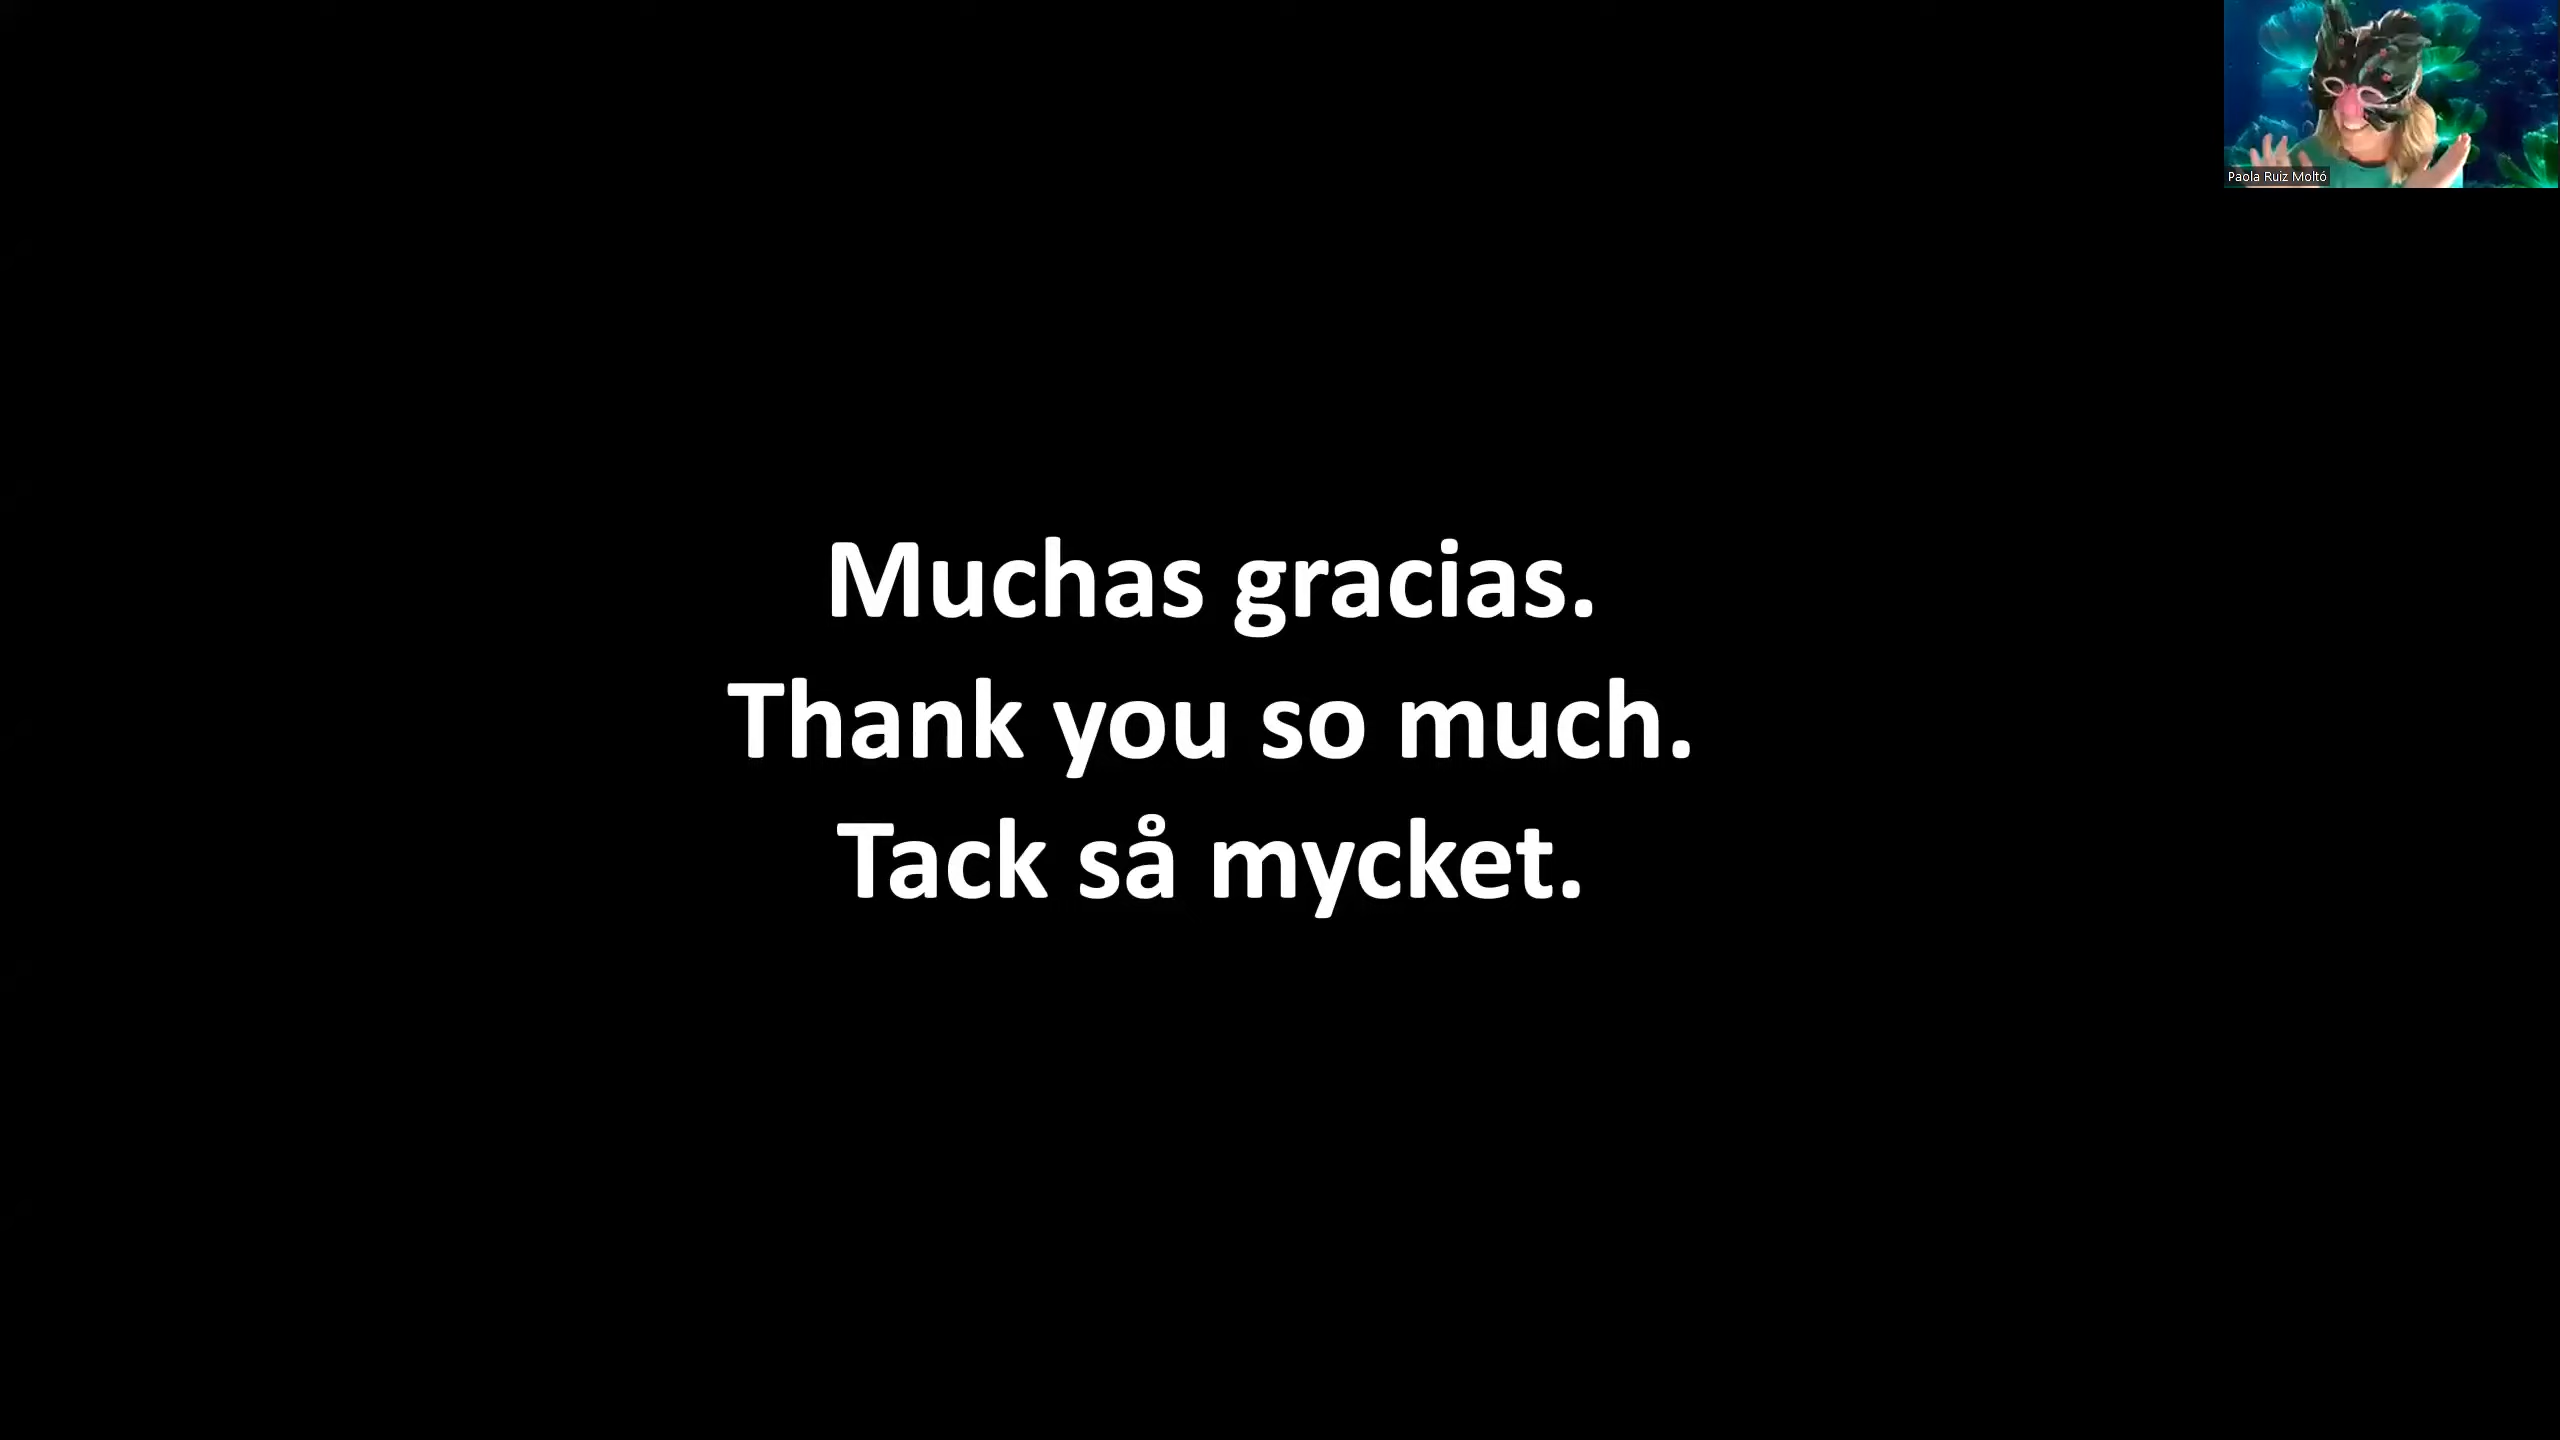 Paola Ruiz Moltó
Muchas gracias.
Thank you so much.
Tack så mycket.